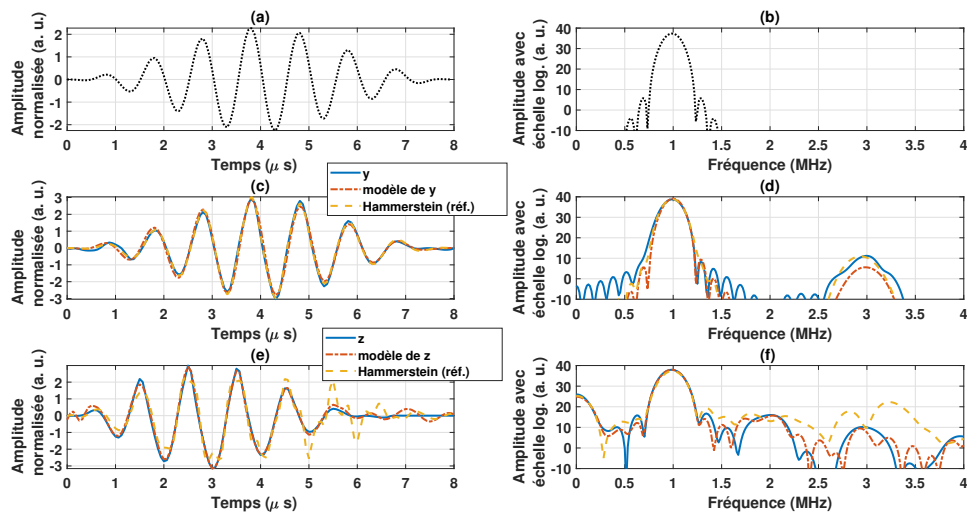 (a)
Amplitude
normalisée (a. u.)
2
1
0
-1
-2
0 1 2 3 4 5 6 7 8
Temps (μ s)
(b)
Amplitude avec
échelle log. (a. u.)
40
30
20
10
0
-10
0 0.5 1 1.5 2 2.5 3 3.5 4
Fréquence (MHz)
(c)
y
modèle de y
Hammerstein (réf.)
Amplitude
normalisée (a. u.)
3
2
1
0
-1
-2
-3
0 1 2 3 4 5 6 7 8
Temps (μ s)
(d)
Amplitude avec
échelle log. (a. u.)
40
30
20
10
0
-10
0 0.5 1 1.5 2 2.5 3 3.5 4
Fréquence (MHz)
(e)
z
modèle de z
Hammerstein (réf.)
Amplitude
normalisée (a. u.)
2
1
0
-1
-2
-3
0 1 2 3 4 5 6 7 8
Temps (μ s)
(f)
Amplitude avec
échelle log. (a. u.)
40
30
20
10
0
-10
0 0.5 1 1.5 2 2.5 3 3.5 4
Fréquence (MHz)